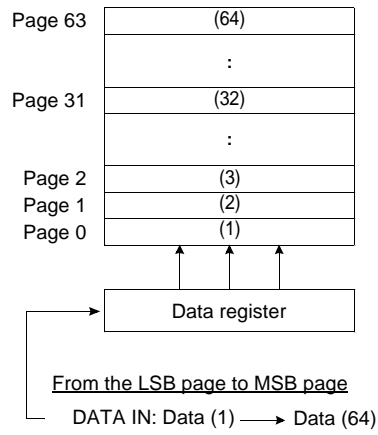 Page 63 (64)
:
Page 31 (32)
:
Page 2 (3)
Page 1 (2)
Page 0 (1)
Data register
From the LSB page to MSB page
DATA IN: Data (1) Data (64)